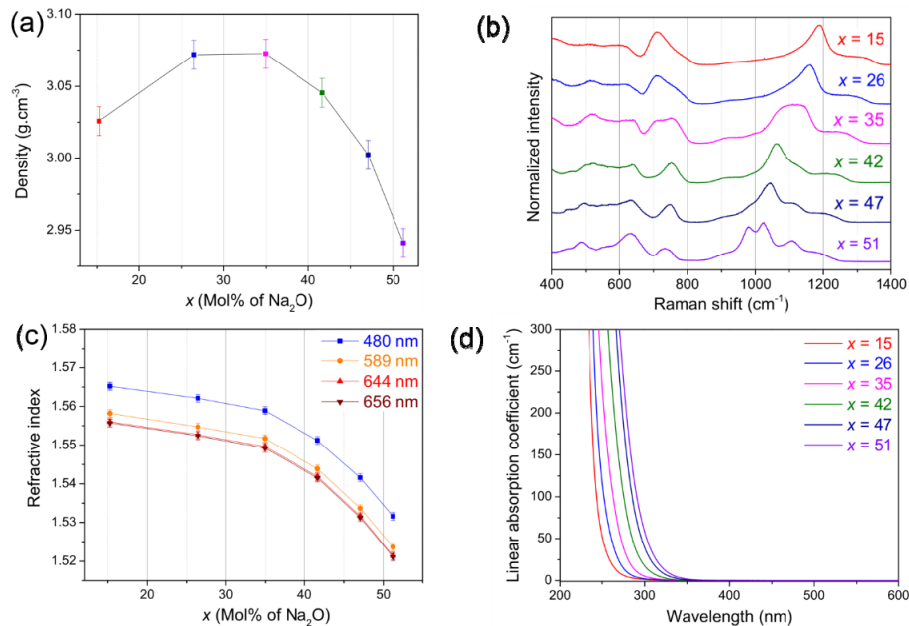 (a)
3.10
3.05
3.00
2.95
Density (g.cm⁻³)
20
30
40
50
x (Mol% of Na₂O)
(b)
Normalized intensity
x = 15
x = 26
x = 35
x = 42
x = 47
x = 51
400
600
800
1000
1200
1400
Raman shift (cm⁻¹)
(c)
1.58
1.57
1.56
1.55
1.54
1.53
1.52
Refractive index
480 nm
589 nm
644 nm
656 nm
20
30
40
50
x (Mol% of Na₂O)
(d)
300
250
200
150
100
50
0
Linear absorption coefficient (cm⁻¹)
x = 15
x = 26
x = 35
x = 42
x = 47
x = 51
200
300
400
500
600
Wavelength (nm)